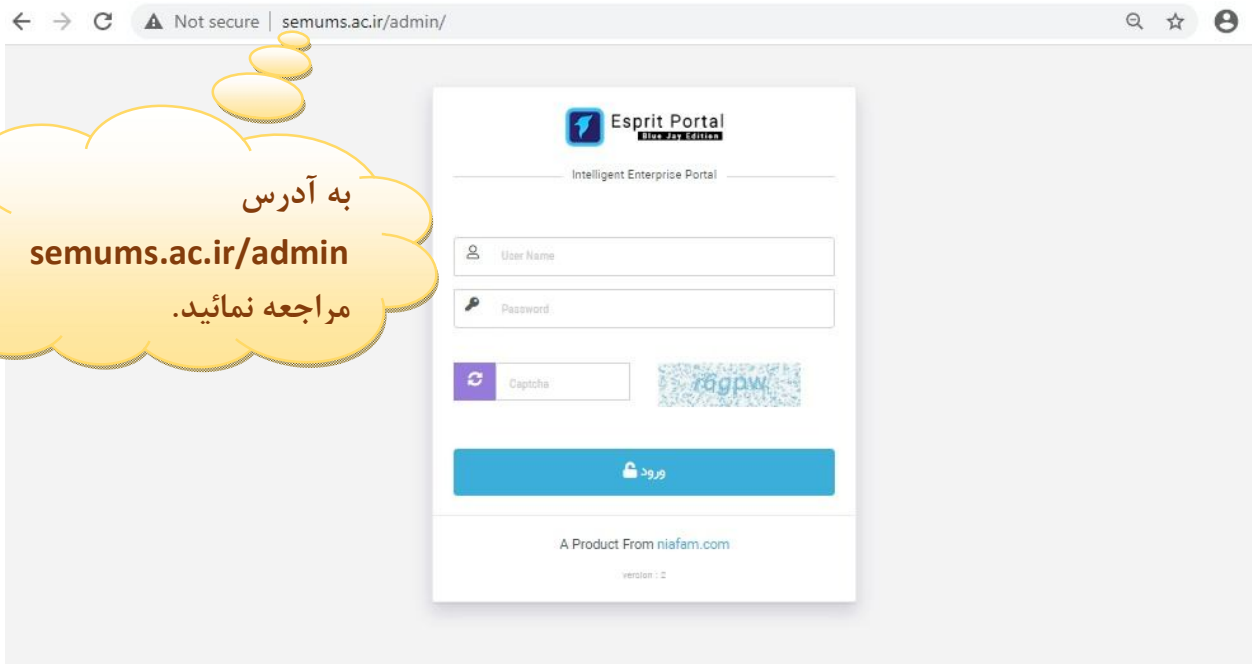 Not secure | semums.ac.ir/admin/
Esprit Portal
Blue Jay Edition
Intelligent Enterprise Portal
به آدرس
semums.ac.ir/admin
مراجعه نمائید.
User Name
Password
Captcha
r6gpw
ورود
A Product From niafam.com
version : 2